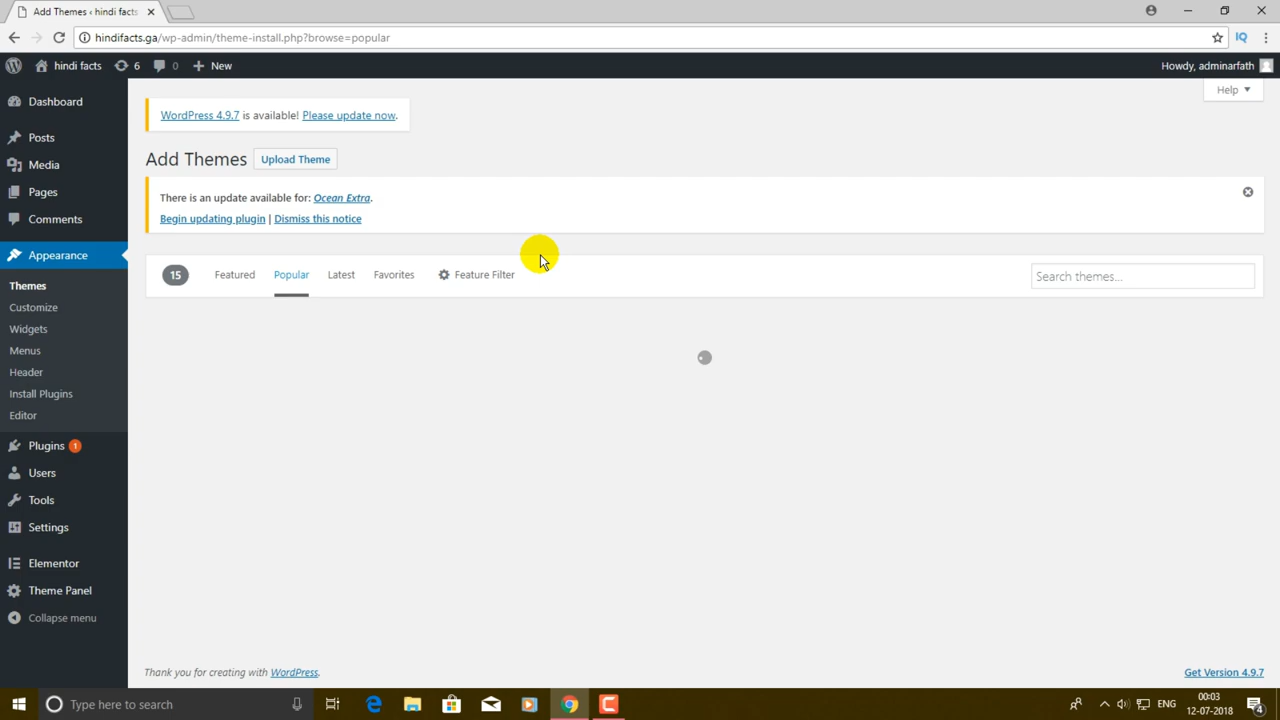 Add Themes ‹ hindi facts
hindifacts.ga/wp-admin/theme-install.php?browse=popular
hindi facts 6 0 New Howdy, adminarfath
Help
Dashboard
Posts
Media
Pages
Comments
Appearance
Themes
Customize
Widgets
Menus
Header
Install Plugins
Editor
Plugins 1
Users
Tools
Settings
Elementor
Theme Panel
Collapse menu
WordPress 4.9.7 is available! Please update now.
Add Themes Upload Theme
There is an update available for: Ocean Extra.
Begin updating plugin | Dismiss this notice
15 Featured Popular Latest Favorites Feature Filter Search themes...
Thank you for creating with WordPress. Get Version 4.9.7
Type here to search
ENG
00:03
12-07-2018
4
IQ